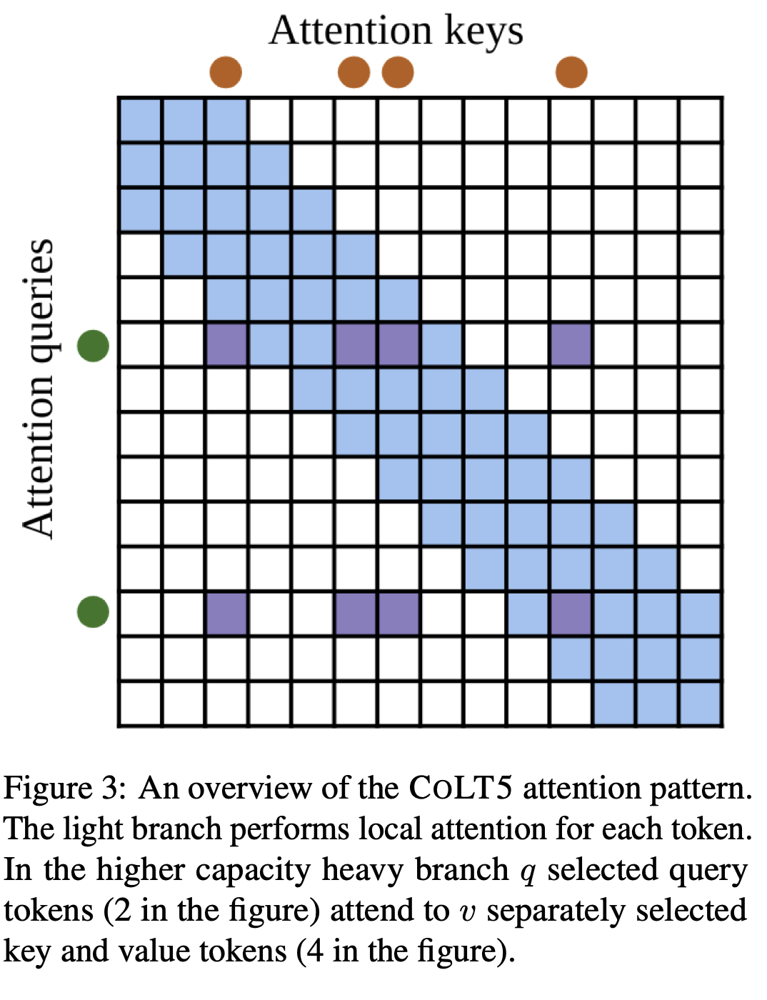 Attention keys
Attention queries
Figure 3: An overview of the COLT5 attention pattern.
The light branch performs local attention for each token.
In the higher capacity heavy branch q selected query
tokens (2 in the figure) attend to v separately selected
key and value tokens (4 in the figure).